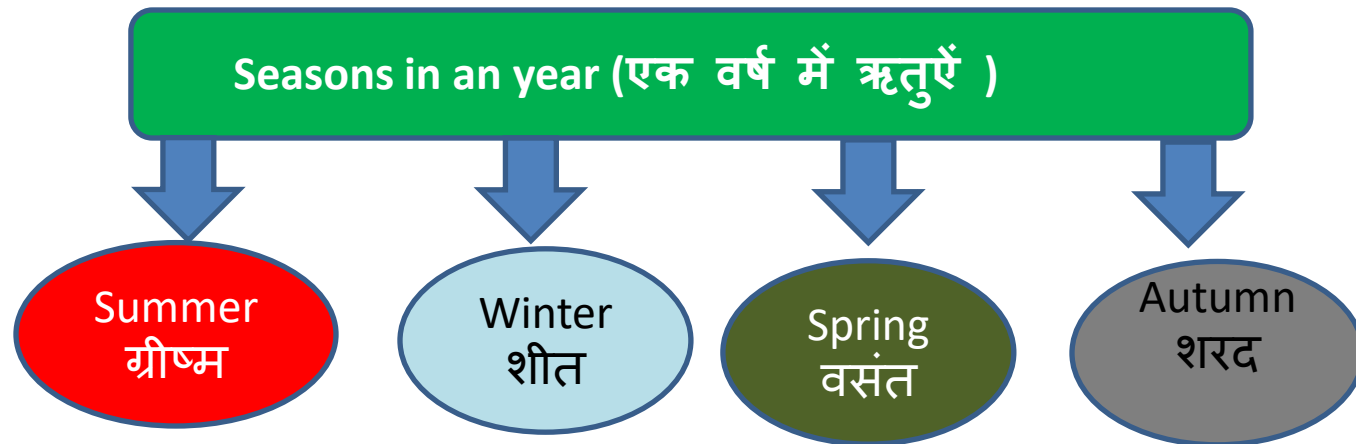 Seasons in an year (एक वर्ष में ऋतुऐं )
Summer
ग्रीष्म
Winter
शीत
Spring
वसंत
Autumn
शरद